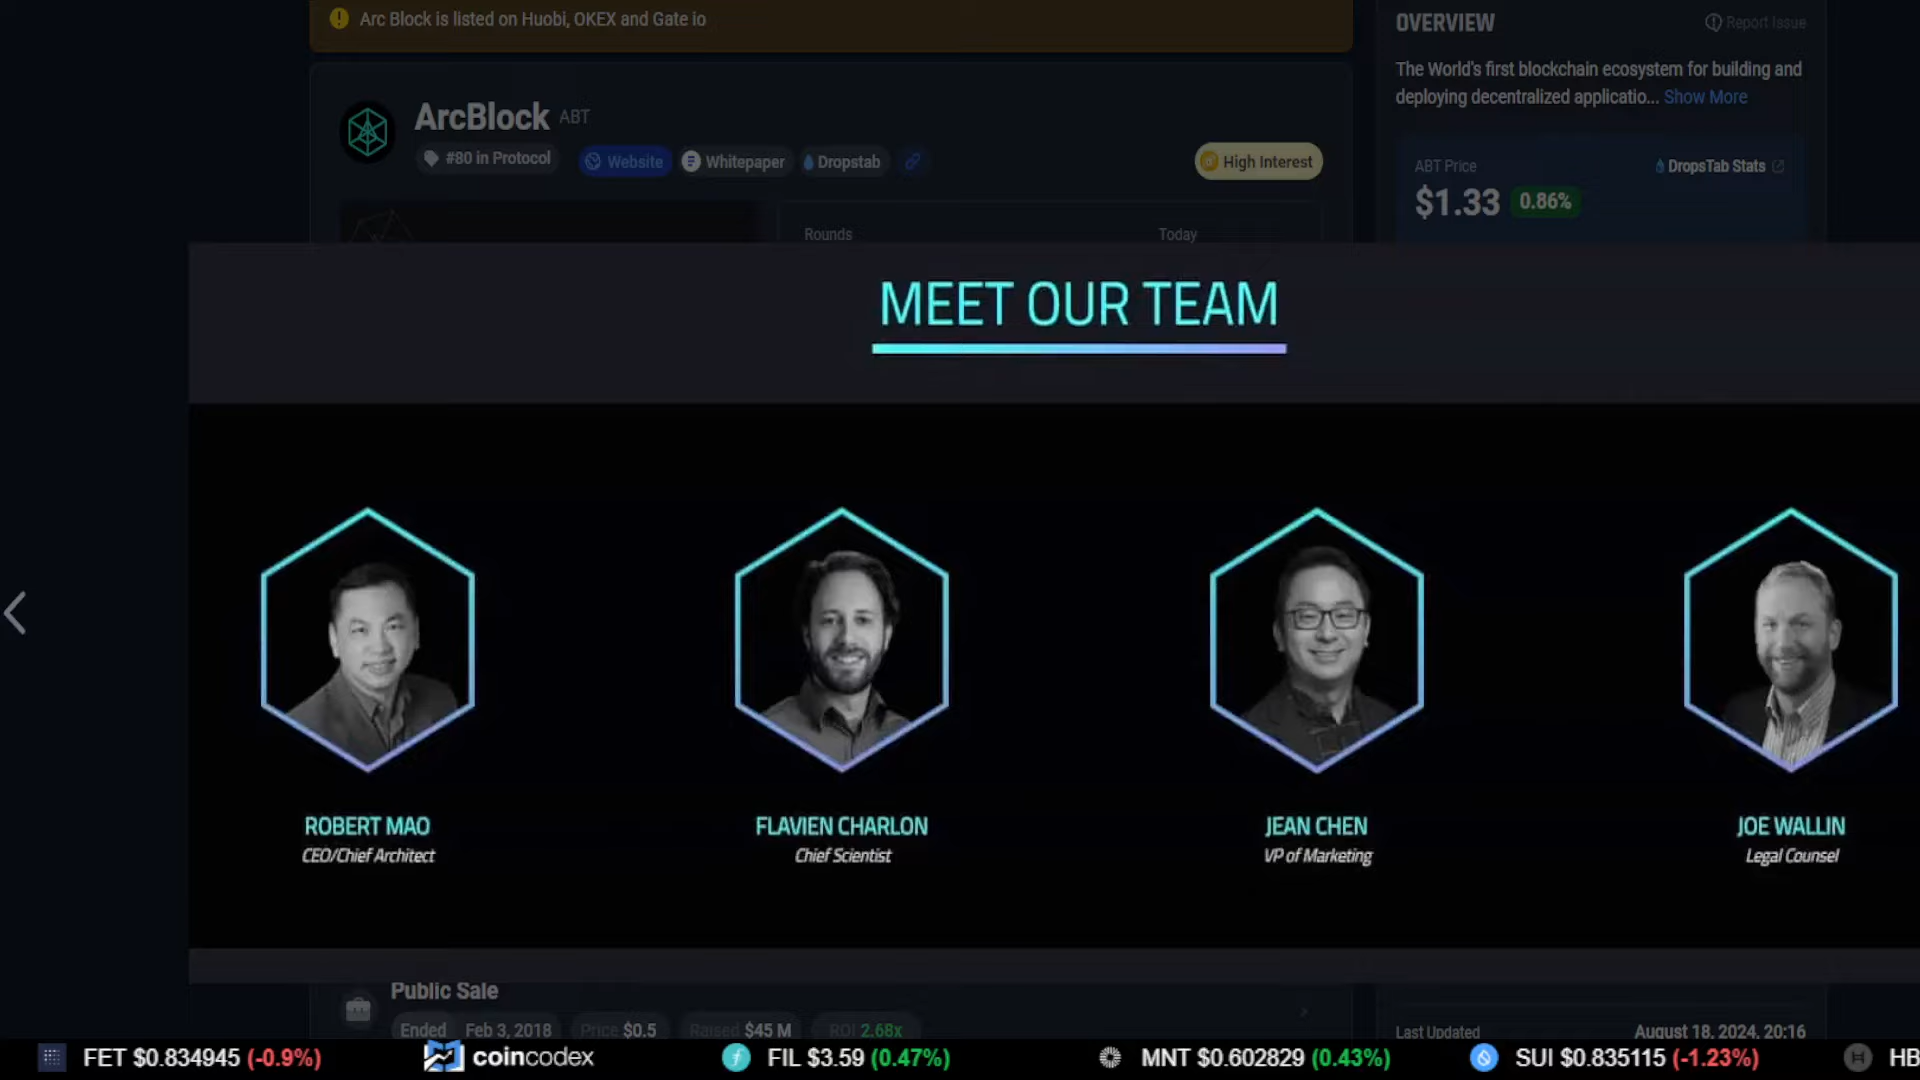 Arc Block is listed on Huobi, OKEX and Gate io
OVERVIEW
Report Issue
The World's first blockchain ecosystem for building and
deploying decentralized applicatio... Show More
ArcBlock ABT
#80 in Protocol
Website
Whitepaper
Dropstab
High Interest
ABT Price
DropsTab Stats
$1.33 0.86%
Rounds
Today
MEET OUR TEAM
ROBERT MAO
CEO/Chief Architect
FLAVIEN CHARLON
Chief Scientist
JEAN CHEN
VP of Marketing
JOE WALLIN
Legal Counsel
Public Sale
Ended Feb 3, 2018 Price $0.5 Raised $45 M ROI 2.68x
Last Updated August 18, 2024, 20:16
FET $0.834945 (-0.9%) coincodex FIL $3.59 (0.47%) MNT $0.602829 (0.43%) SUI $0.835115 (-1.23%) HB